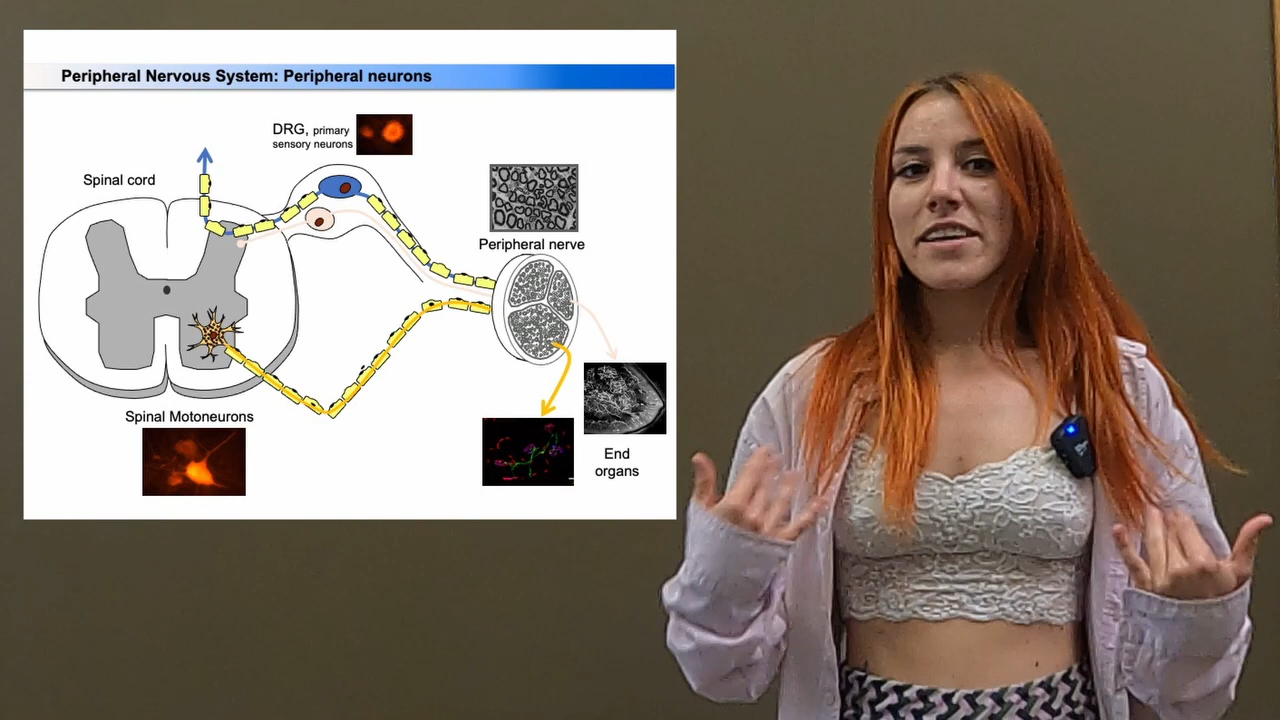 Peripheral Nervous System: Peripheral neurons
DRG, primary
sensory neurons
Spinal cord
Peripheral nerve
Spinal Motoneurons
End
organs